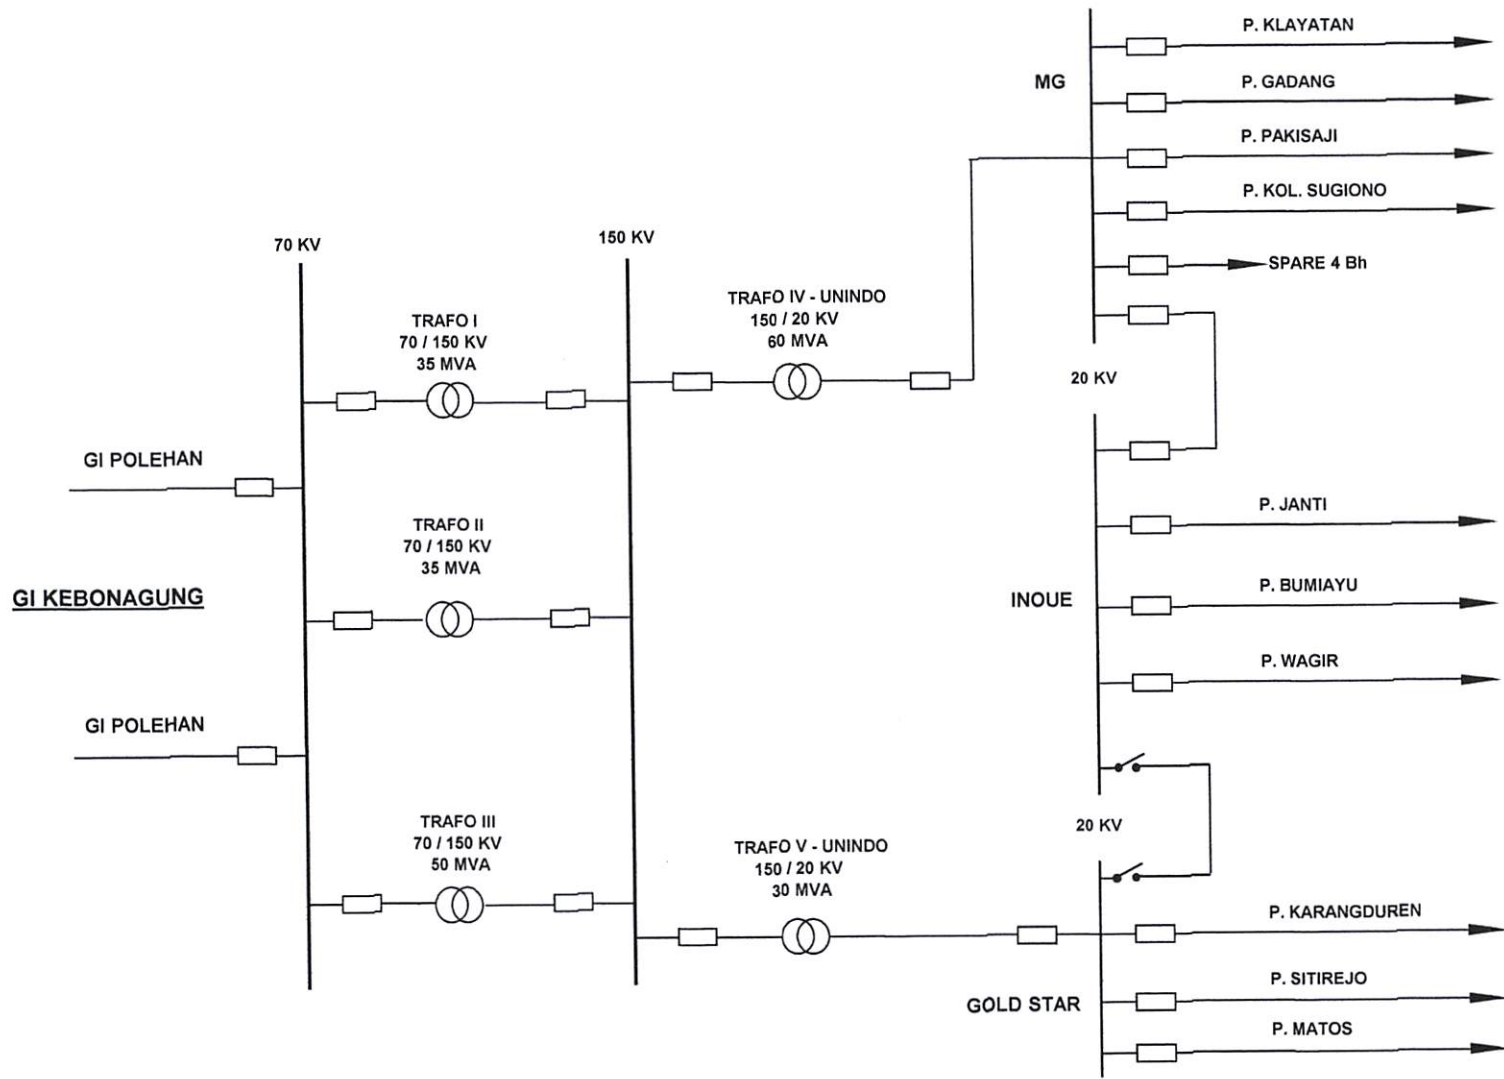 P. KLAYATAN
MG
P. GADANG
P. PAKISAJI
P. KOL. SUGIONO
70 KV
150 KV
SPARE 4 Bh
TRAFO I
70 / 150 KV
35 MVA
TRAFO IV - UNINDO
150 / 20 KV
60 MVA
20 KV
GI POLEHAN
TRAFO II
70 / 150 KV
35 MVA
P. JANTI
GI KEBONAGUNG
INOUE
P. BUMIAYU
P. WAGIR
GI POLEHAN
TRAFO III
70 / 150 KV
50 MVA
TRAFO V - UNINDO
150 / 20 KV
30 MVA
20 KV
P. KARANGDUREN
GOLD STAR
P. SITIREJO
P. MATOS